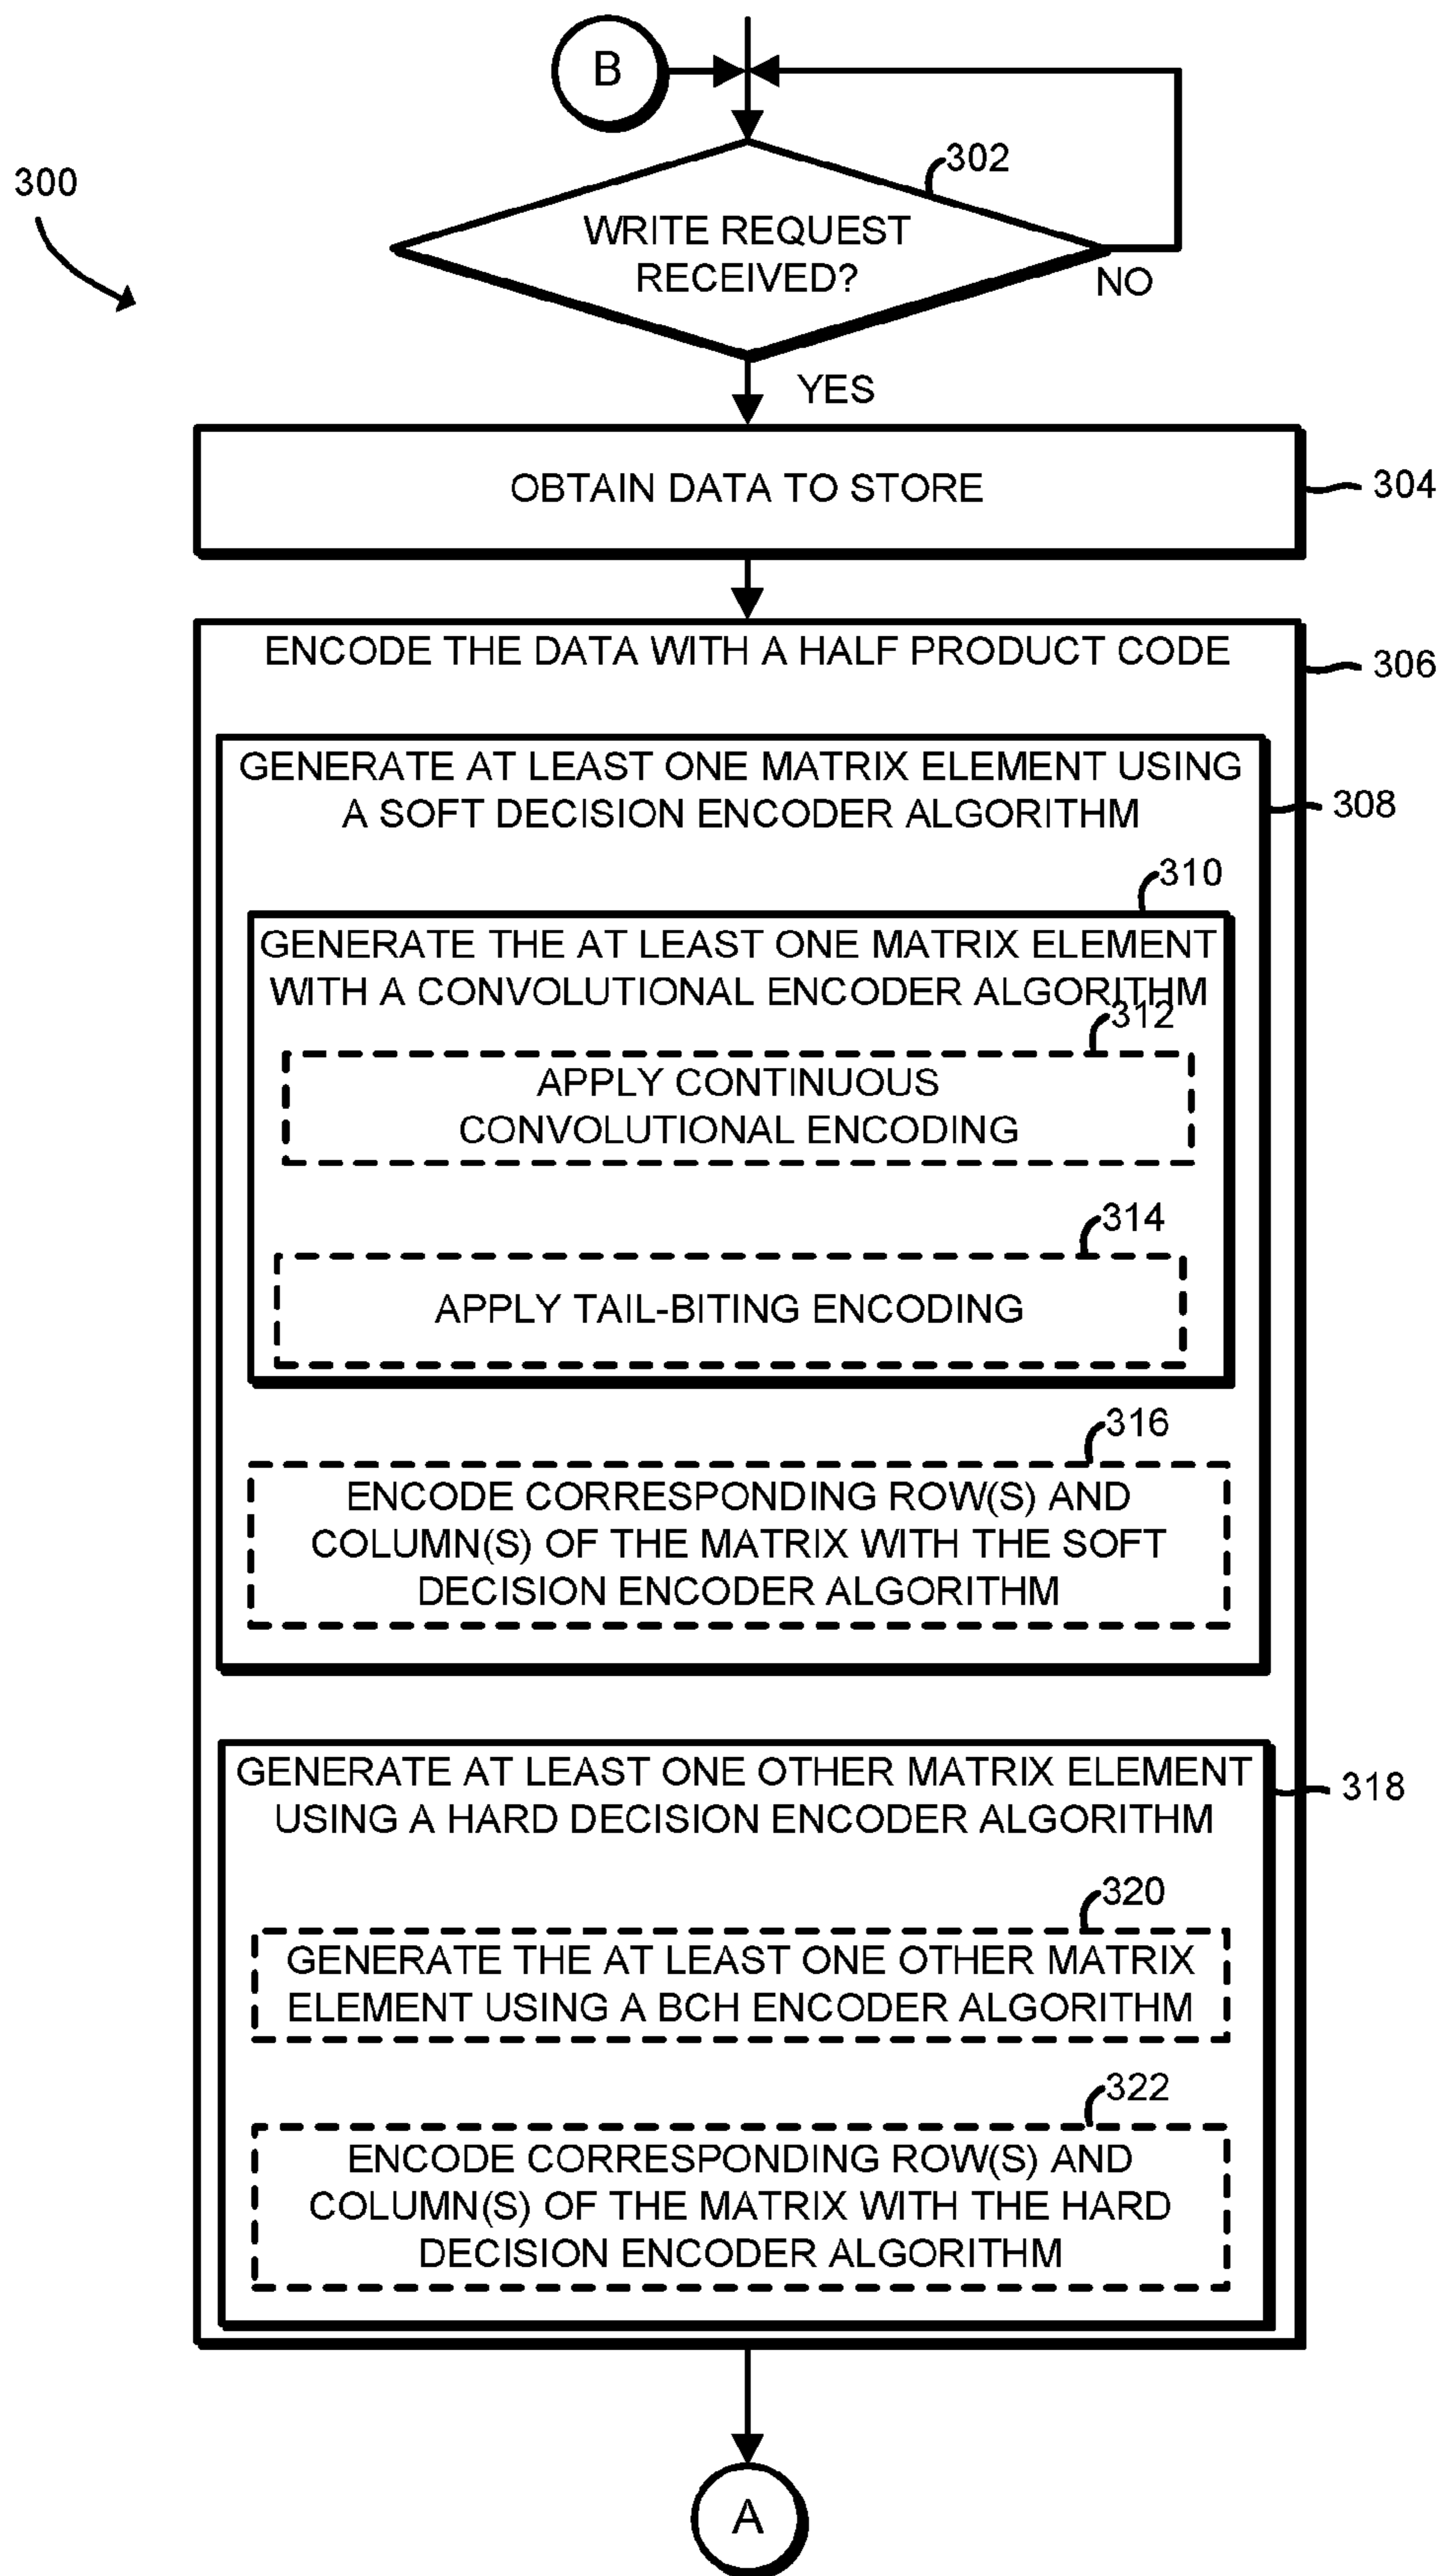 B
300
302
WRITE REQUEST
RECEIVED?
NO
YES
OBTAIN DATA TO STORE
304
ENCODE THE DATA WITH A HALF PRODUCT CODE
306
GENERATE AT LEAST ONE MATRIX ELEMENT USING
A SOFT DECISION ENCODER ALGORITHM
308
310
GENERATE THE AT LEAST ONE MATRIX ELEMENT
WITH A CONVOLUTIONAL ENCODER ALGORITHM
312
APPLY CONTINUOUS
CONVOLUTIONAL ENCODING
314
APPLY TAIL-BITING ENCODING
316
ENCODE CORRESPONDING ROW(S) AND
COLUMN(S) OF THE MATRIX WITH THE SOFT
DECISION ENCODER ALGORITHM
GENERATE AT LEAST ONE OTHER MATRIX ELEMENT
USING A HARD DECISION ENCODER ALGORITHM
318
320
GENERATE THE AT LEAST ONE OTHER MATRIX
ELEMENT USING A BCH ENCODER ALGORITHM
322
ENCODE CORRESPONDING ROW(S) AND
COLUMN(S) OF THE MATRIX WITH THE HARD
DECISION ENCODER ALGORITHM
A